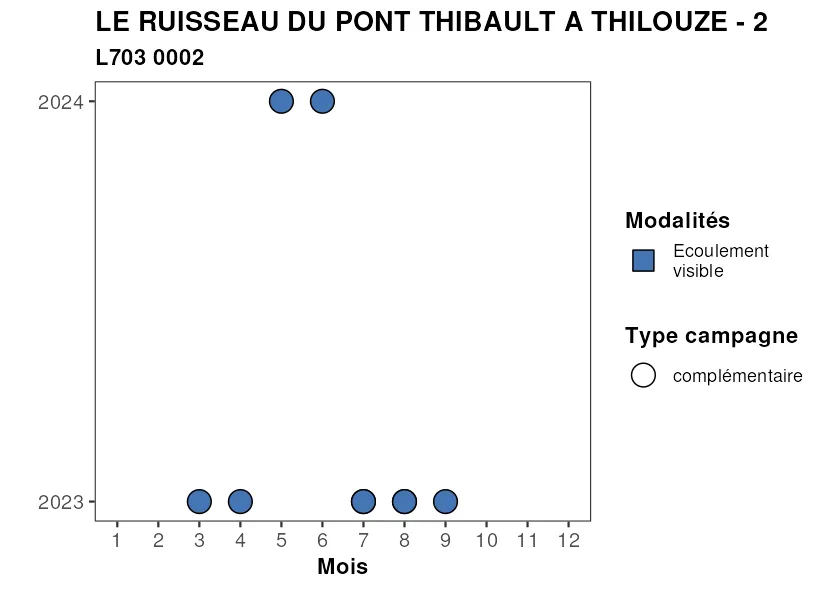 LE RUISSEAU DU PONT THIBAULT A THILOUZE - 2
L703 0002
2024
2023
1 2 3 4 5 6 7 8 9 10 11 12
Mois
Modalités
Ecoulement
visible
Type campagne
complémentaire